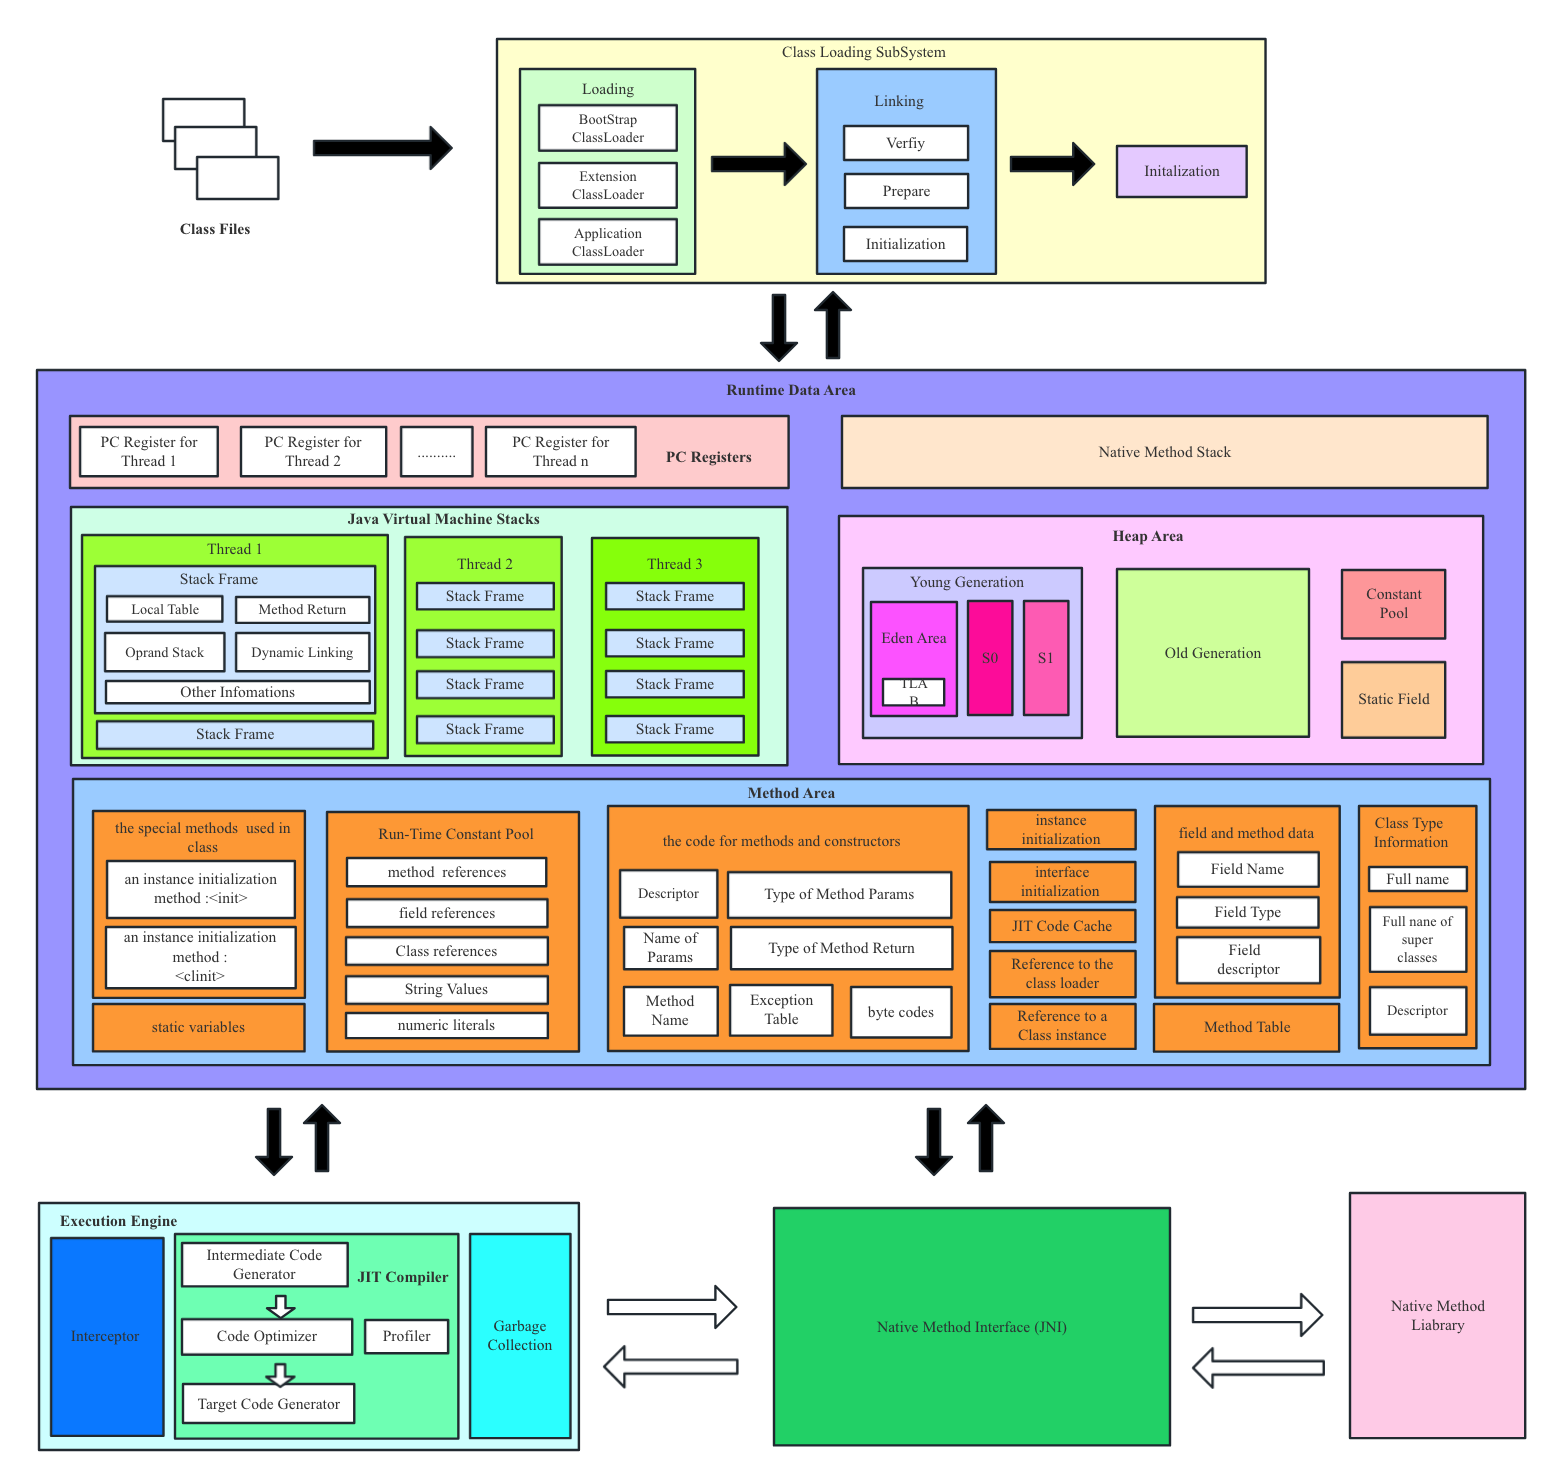 Class Loading SubSystem
Loading
BootStrap
ClassLoader
Extension
ClassLoader
Application
ClassLoader
Linking
Verfiy
Prepare
Initialization
Initalization
Class Files
Runtime Data Area
PC Register for
Thread 1
PC Register for
Thread 2
..........
PC Register for
Thread n
PC Registers
Native Method Stack
Java Virtual Machine Stacks
Thread 1
Stack Frame
Local Table
Method Return
Oprand Stack
Dynamic Linking
Other Infomations
Stack Frame
Thread 2
Stack Frame
Stack Frame
Stack Frame
Stack Frame
Thread 3
Stack Frame
Stack Frame
Stack Frame
Stack Frame
Heap Area
Young Generation
Eden Area
TLA
B
S0
S1
Old Generation
Constant
Pool
Static Field
Method Area
the special methods  used in
class
an instance initialization
method :<init>
an instance initialization
method :
<clinit>
static variables
Run-Time Constant Pool
method  references
field references
Class references
String Values
numeric literals
the code for methods and constructors
Descriptor
Type of Method Params
Name of
Params
Type of Method Return
Method
Name
Exception
Table
byte codes
instance
initialization
interface
initialization
JIT Code Cache
Reference to the
class loader
Reference to a
Class instance
field and method data
Field Name
Field Type
Field
descriptor
Method Table
Class Type
Information
Full name
Full nane of
super
classes
Descriptor
Execution Engine
Interceptor
Intermediate Code
Generator
JIT Compiler
Code Optimizer
Profiler
Target Code Generator
Garbage
Collection
Native Method Interface (JNI)
Native Method
Liabrary